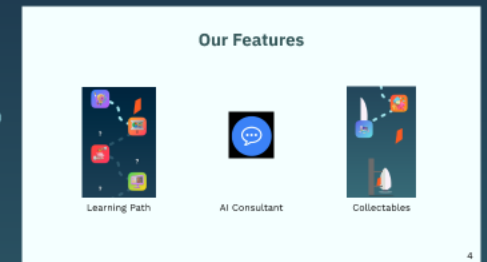 Our Features
?
?
?
Learning Path
AI Consultant
Collectables
4